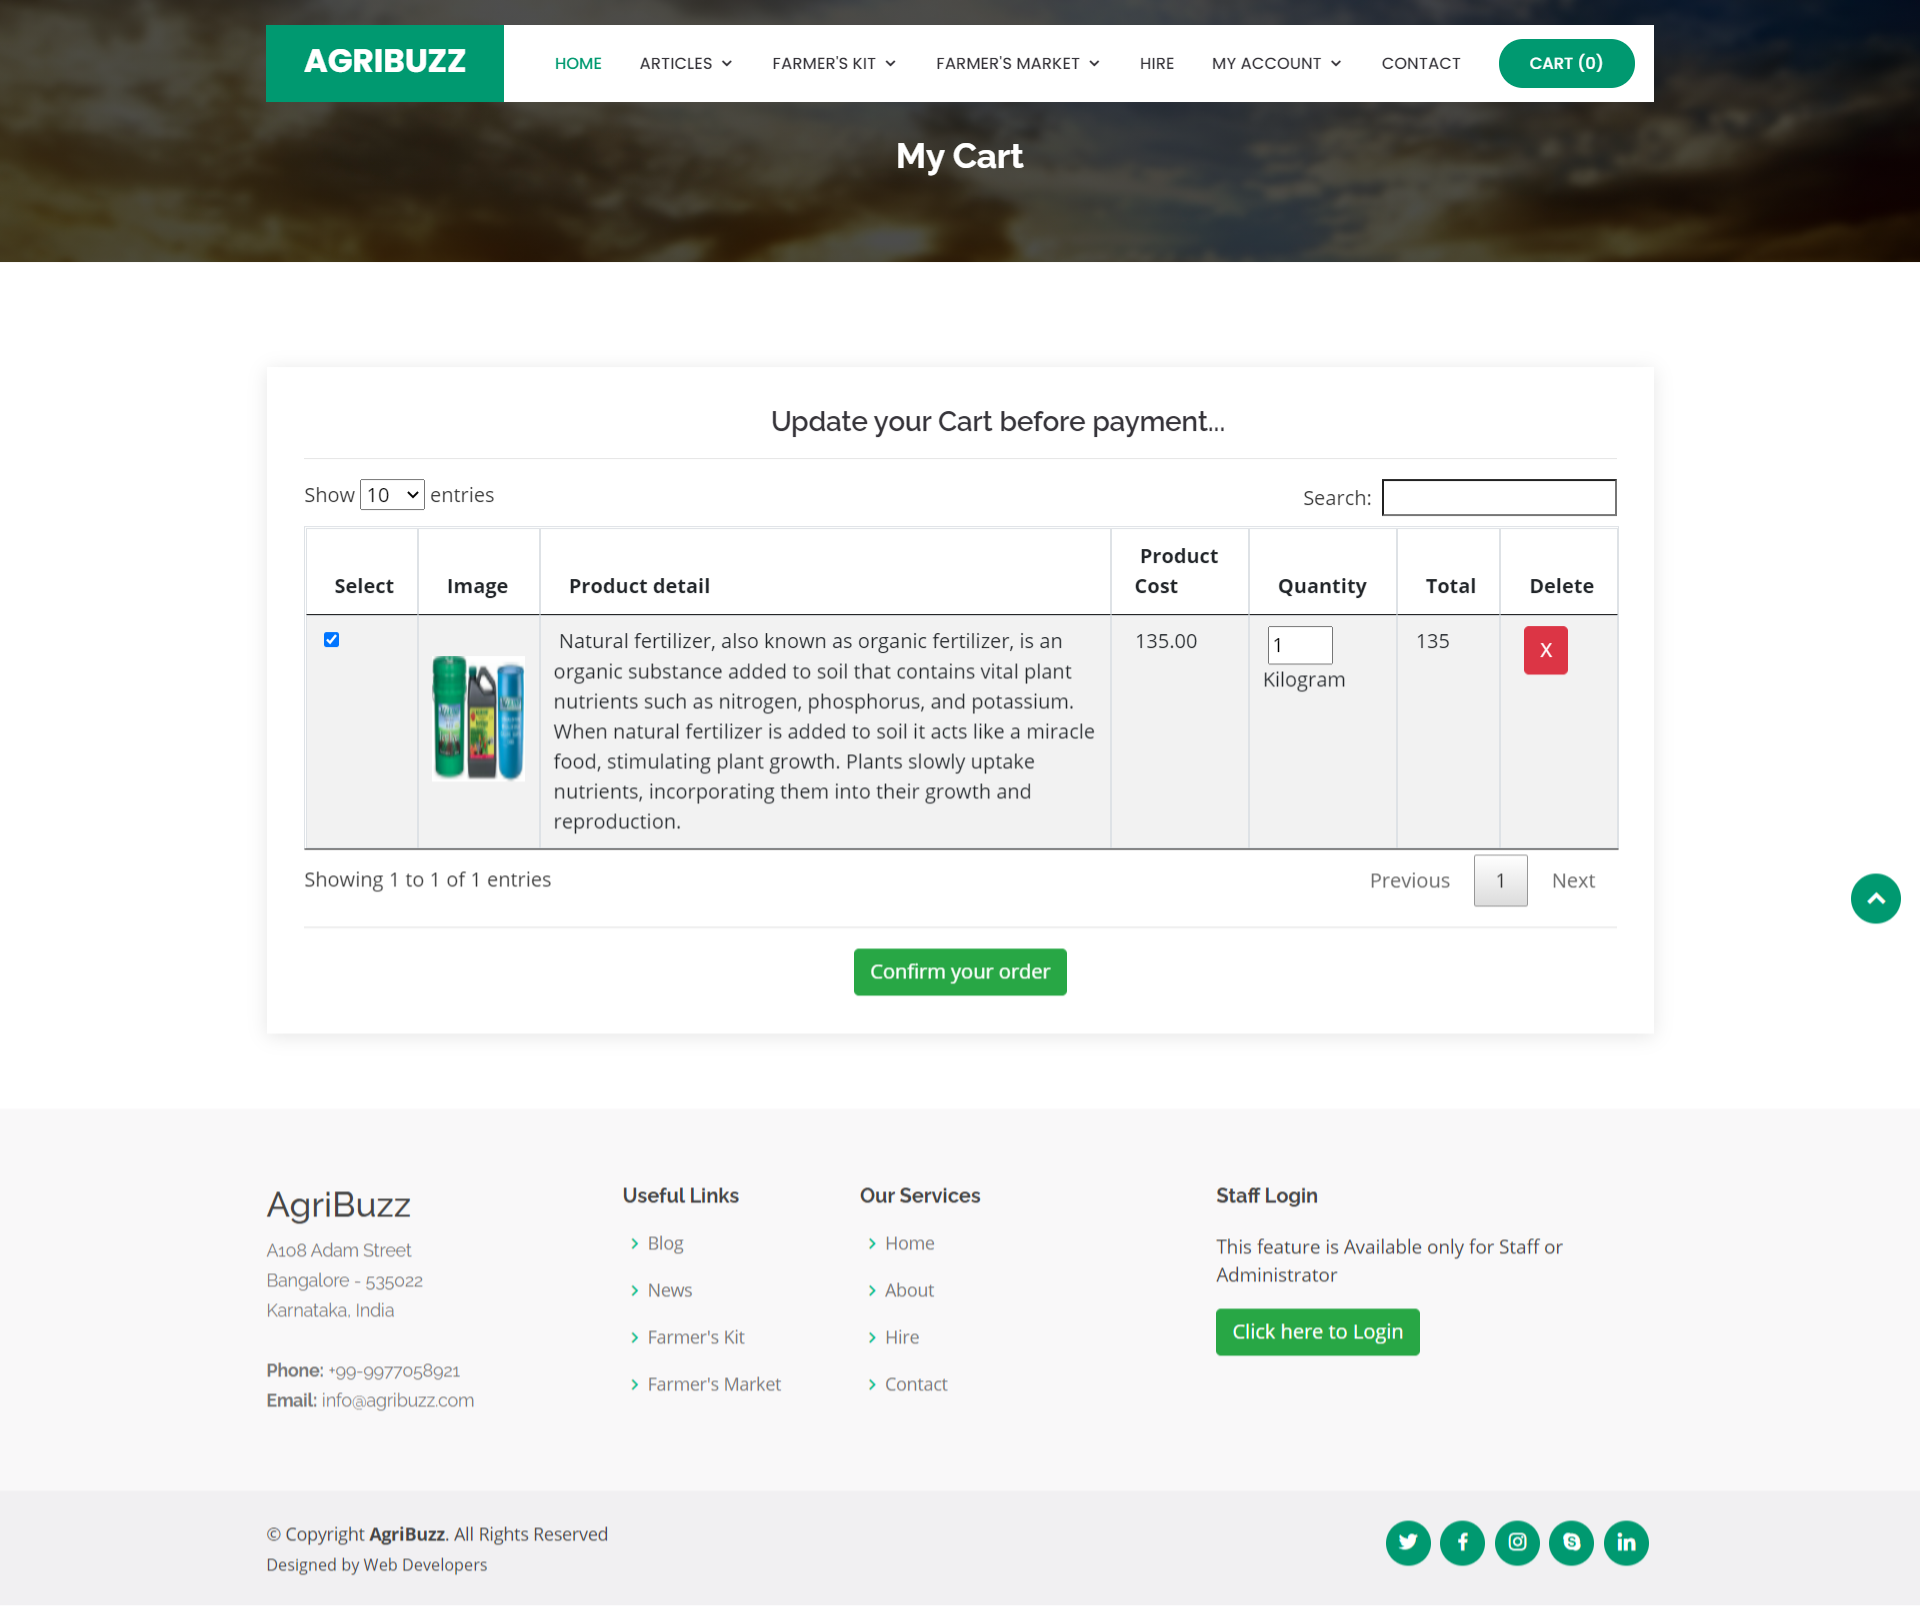 AGRIBUZZ
HOME ARTICLES FARMER'S KIT FARMER'S MARKET HIRE MY ACCOUNT CONTACT CART (0)
My Cart
Update your Cart before payment...
Show 10 entries
Search:
Select Image Product detail Product Cost Quantity Total Delete
Natural fertilizer, also known as organic fertilizer, is an
organic substance added to soil that contains vital plant
nutrients such as nitrogen, phosphorus, and potassium.
When natural fertilizer is added to soil it acts like a miracle
food, stimulating plant growth. Plants slowly uptake
nutrients, incorporating them into their growth and
reproduction.
135.00
1
Kilogram
135
X
Showing 1 to 1 of 1 entries
Previous 1 Next
Confirm your order
AgriBuzz
A108 Adam Street
Bangalore - 535022
Karnataka, India
Phone: +99-9977058921
Email: info@agribuzz.com
Useful Links
Blog
News
Farmer's Kit
Farmer's Market
Our Services
Home
About
Hire
Contact
Staff Login
This feature is Available only for Staff or
Administrator
Click here to Login
© Copyright AgriBuzz. All Rights Reserved
Designed by Web Developers